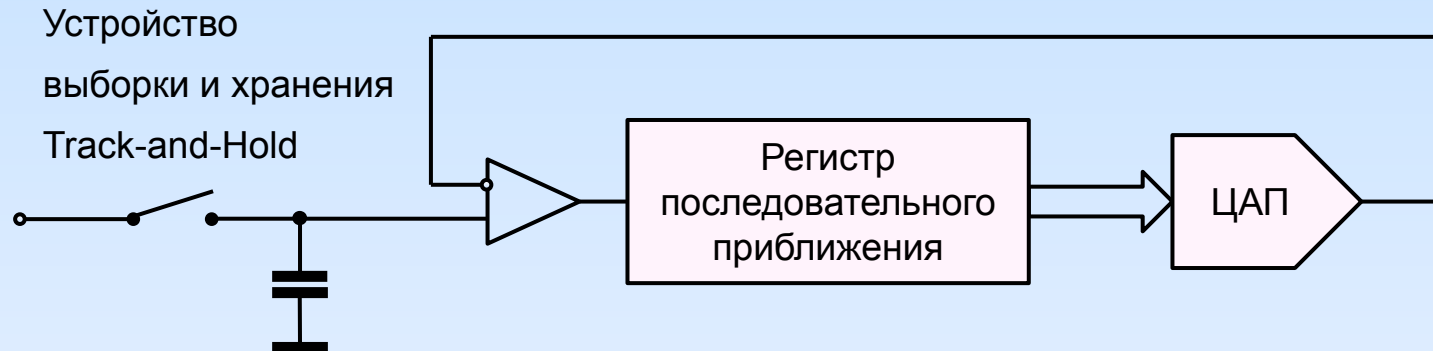 Устройство
выборки и хранения
Track-and-Hold
Регистр
последовательного
приближения
ЦАП